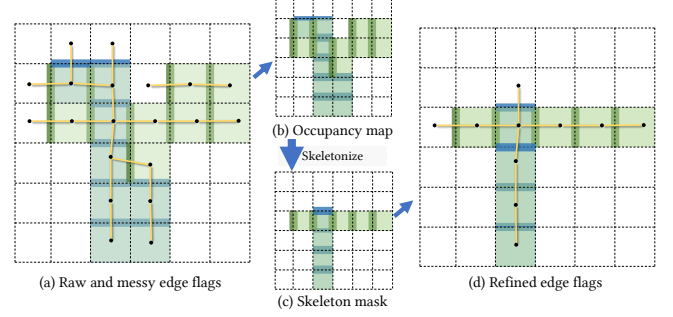 (b) Occupancy map
Skeletonize
(a) Raw and messy edge flags
(c) Skeleton mask
(d) Refined edge flags